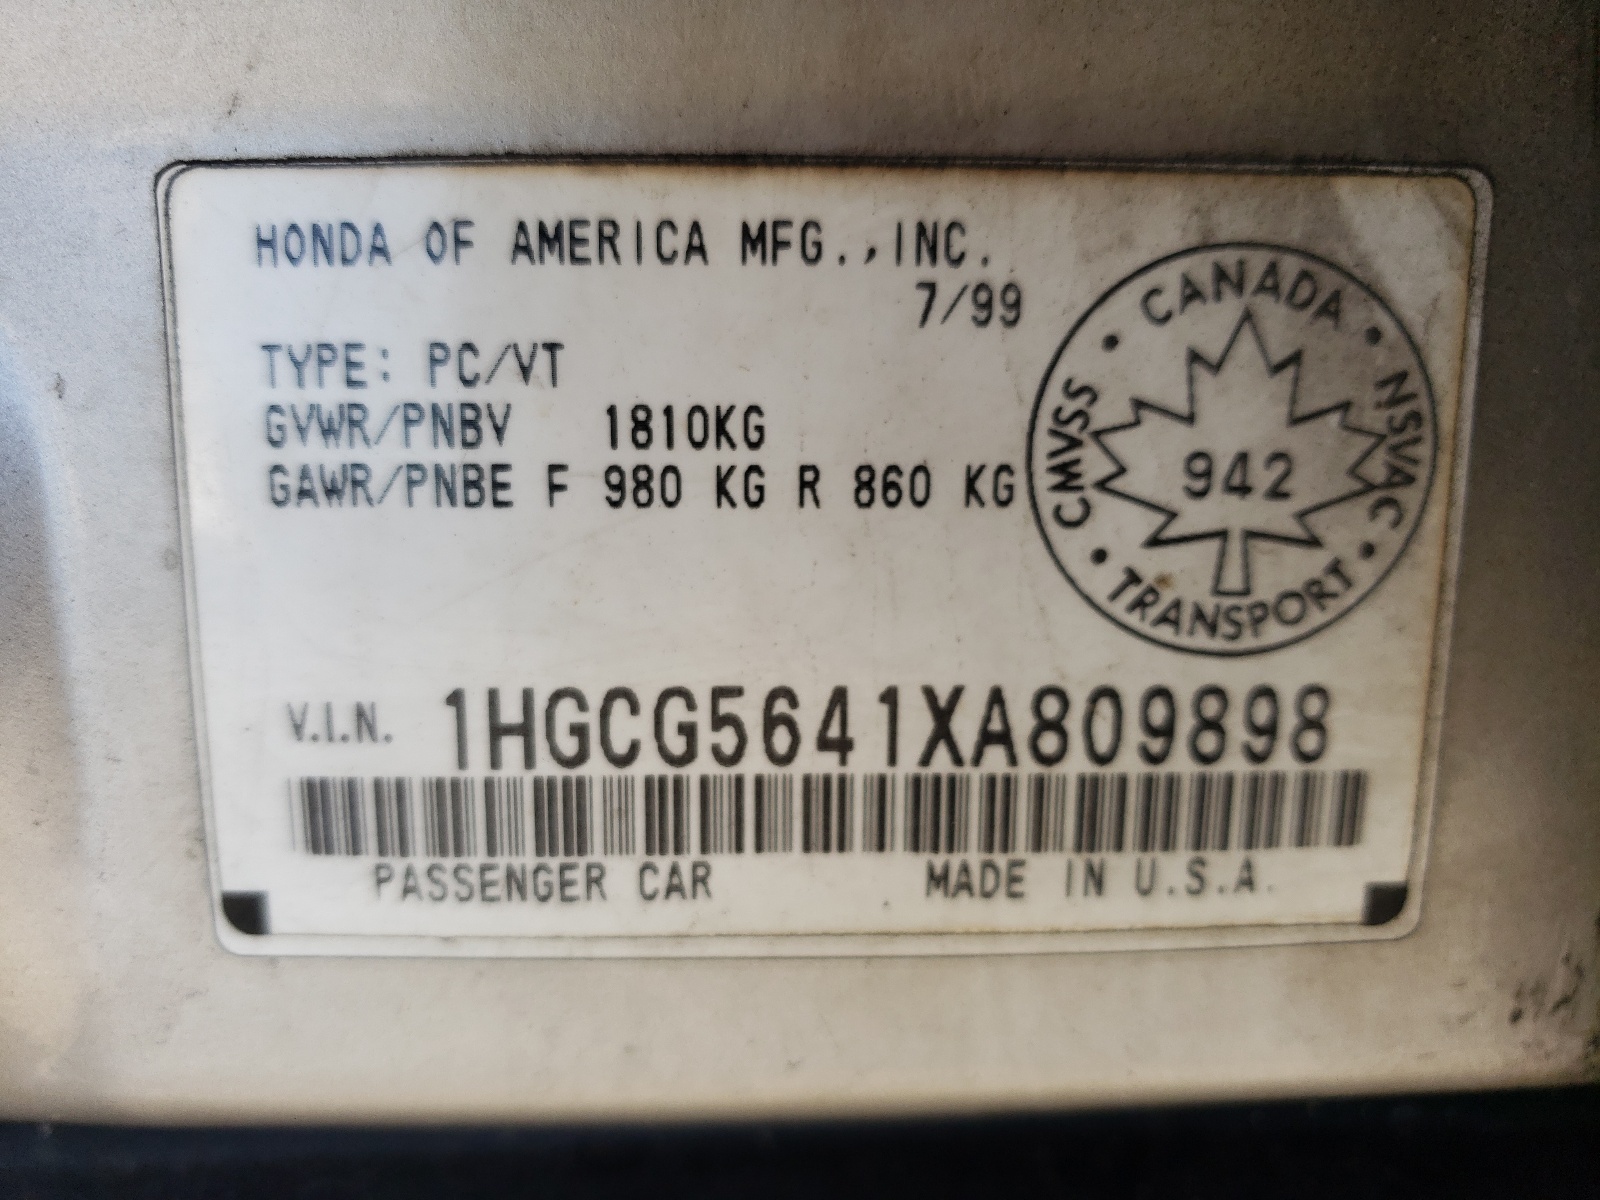 HONDA OF AMERICA MFG.,INC.
7/99
TYPE: PC/VT
GVWR/PNBV 1810KG
GAWR/PNBE F 980 KG R 860 KG
CANADA • NSVAC • TRANSPORT • CMVSS •
942
V.I.N. 1HGCG5641XA809898
PASSENGER CAR MADE IN U.S.A.